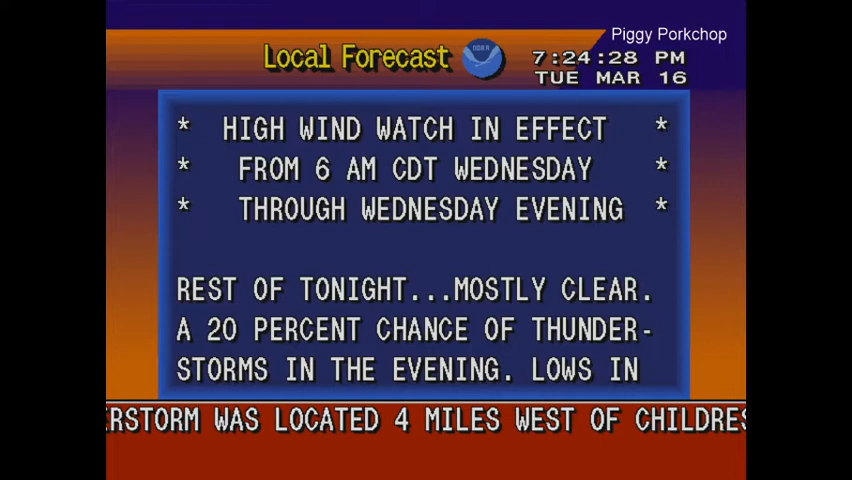 Piggy Porkchop
Local Forecast
NOAA
7:24:28 PM
TUE MAR 16
* HIGH WIND WATCH IN EFFECT *
* FROM 6 AM CDT WEDNESDAY *
* THROUGH WEDNESDAY EVENING *
REST OF TONIGHT...MOSTLY CLEAR.
A 20 PERCENT CHANCE OF THUNDER-
STORMS IN THE EVENING. LOWS IN
ERSTORM WAS LOCATED 4 MILES WEST OF CHILDRES